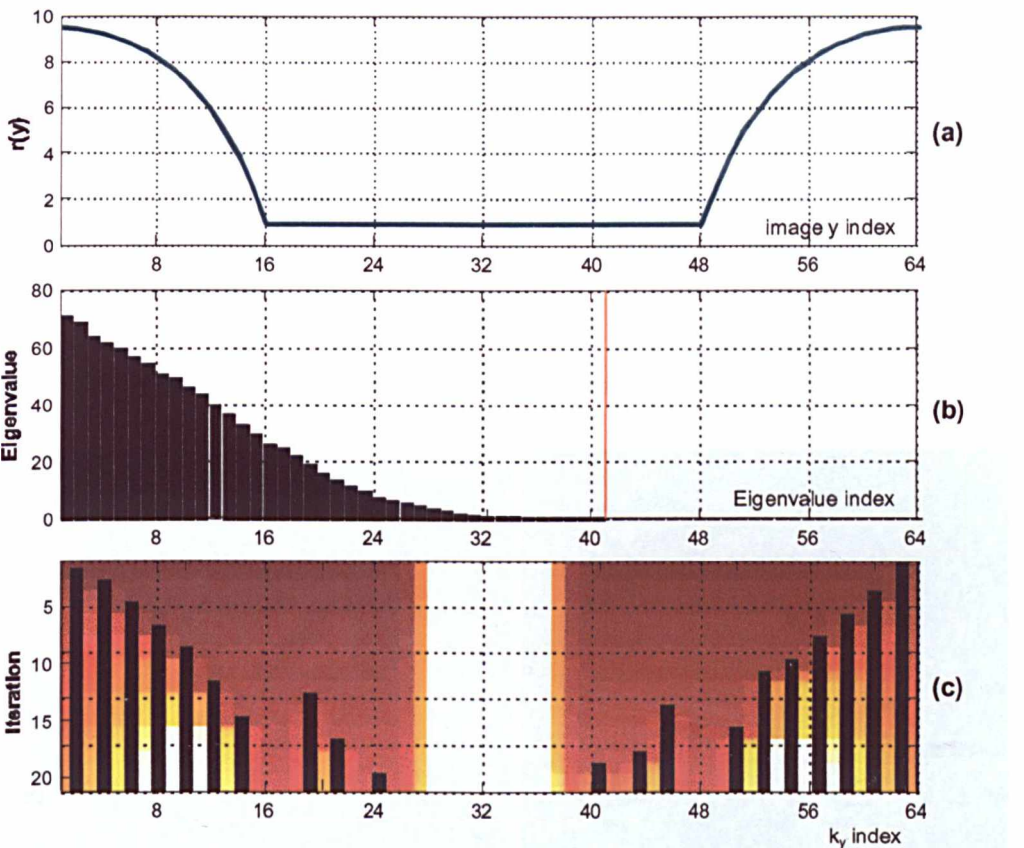 10
8
6
4
2
0
r(y)
(a)
image y index
8 16 24 32 40 48 56 64
80
60
40
20
0
Eigenvalue
(b)
Eigenvalue index
8 16 24 32 40 48 56 64
5
10
15
20
Iteration
(c)
8 16 24 32 40 48 56 64
ky index